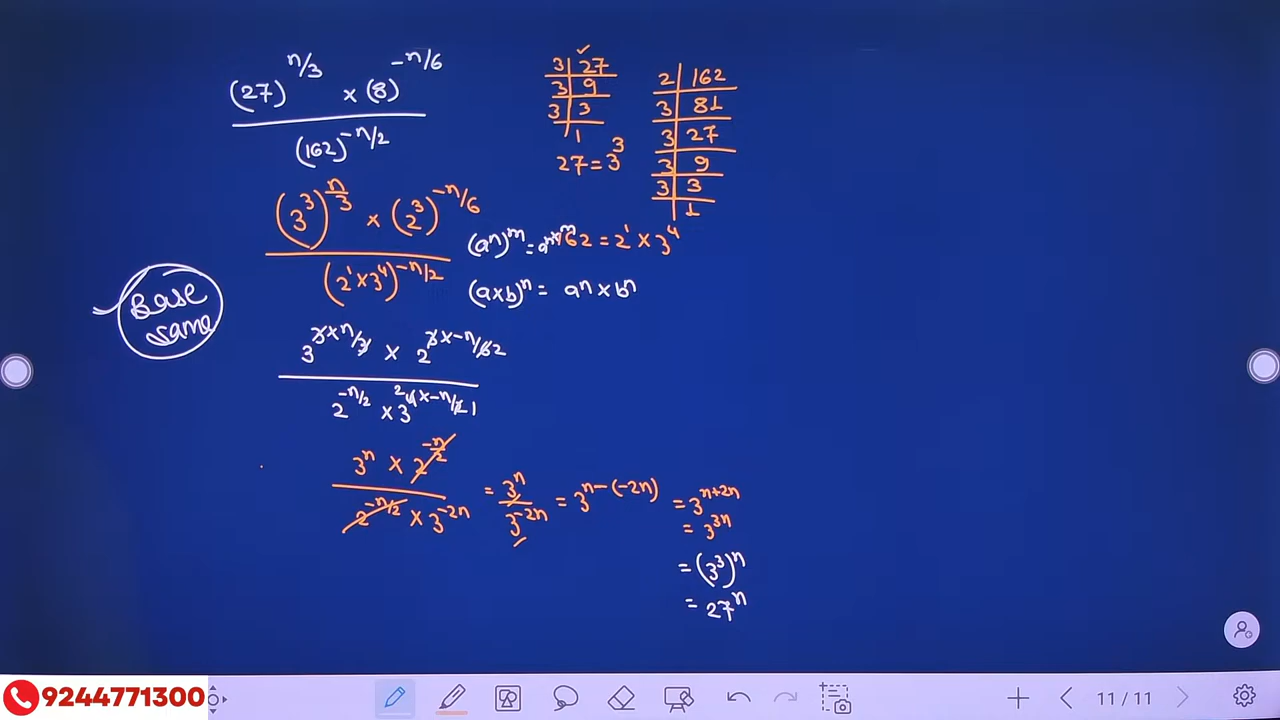 (27)^{n/3} × (8)^{-n/6}
(162)^{-n/2}
3 | 27
3 | 9
3 | 3
1
27 = 3^3
2 | 162
3 | 81
3 | 27
3 | 9
3 | 3
1
(3^3)^{n/3} × (2^3)^{-n/6}
(2^1 × 3^4)^{-n/2}
(a^n)^m = a^{n×m}
162 = 2^1 × 3^4
(a×b)^n = a^n × b^n
Base
same
3^{3×n/3} × 2^{3×-n/6 2}
2^{-n/2} × 3^{2 4×-n/2 1}
3^n × 2^{-n/2}
2^{-n/2} × 3^{-2n}
= 3^n / 3^{-2n} = 3^{n-(-2n)} = 3^{n+2n}
= 3^{3n}
= (3^3)^n
= 27^n
9244771300
11 / 11